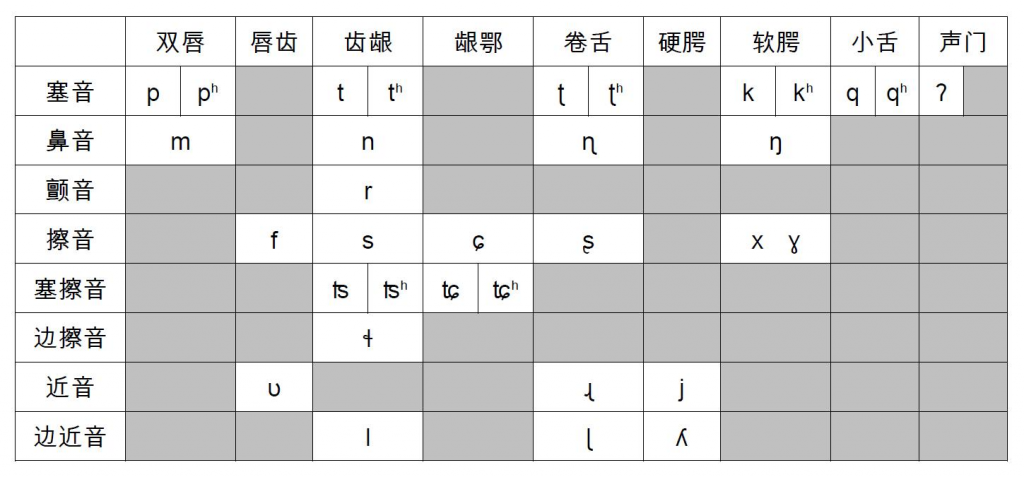 双唇 唇齿 齿龈 龈鄂 卷舌 硬腭 软腭 小舌 声门
塞音 p pʰ t tʰ ʈ ʈʰ k kʰ q qʰ ʔ
鼻音 m n ɳ ŋ
颤音 r
擦音 f s ɕ ʂ x ɣ
塞擦音 ʦ ʦʰ ʨ ʨʰ
边擦音 ɬ
近音 ʋ ɻ j
边近音 l ɭ ʎ